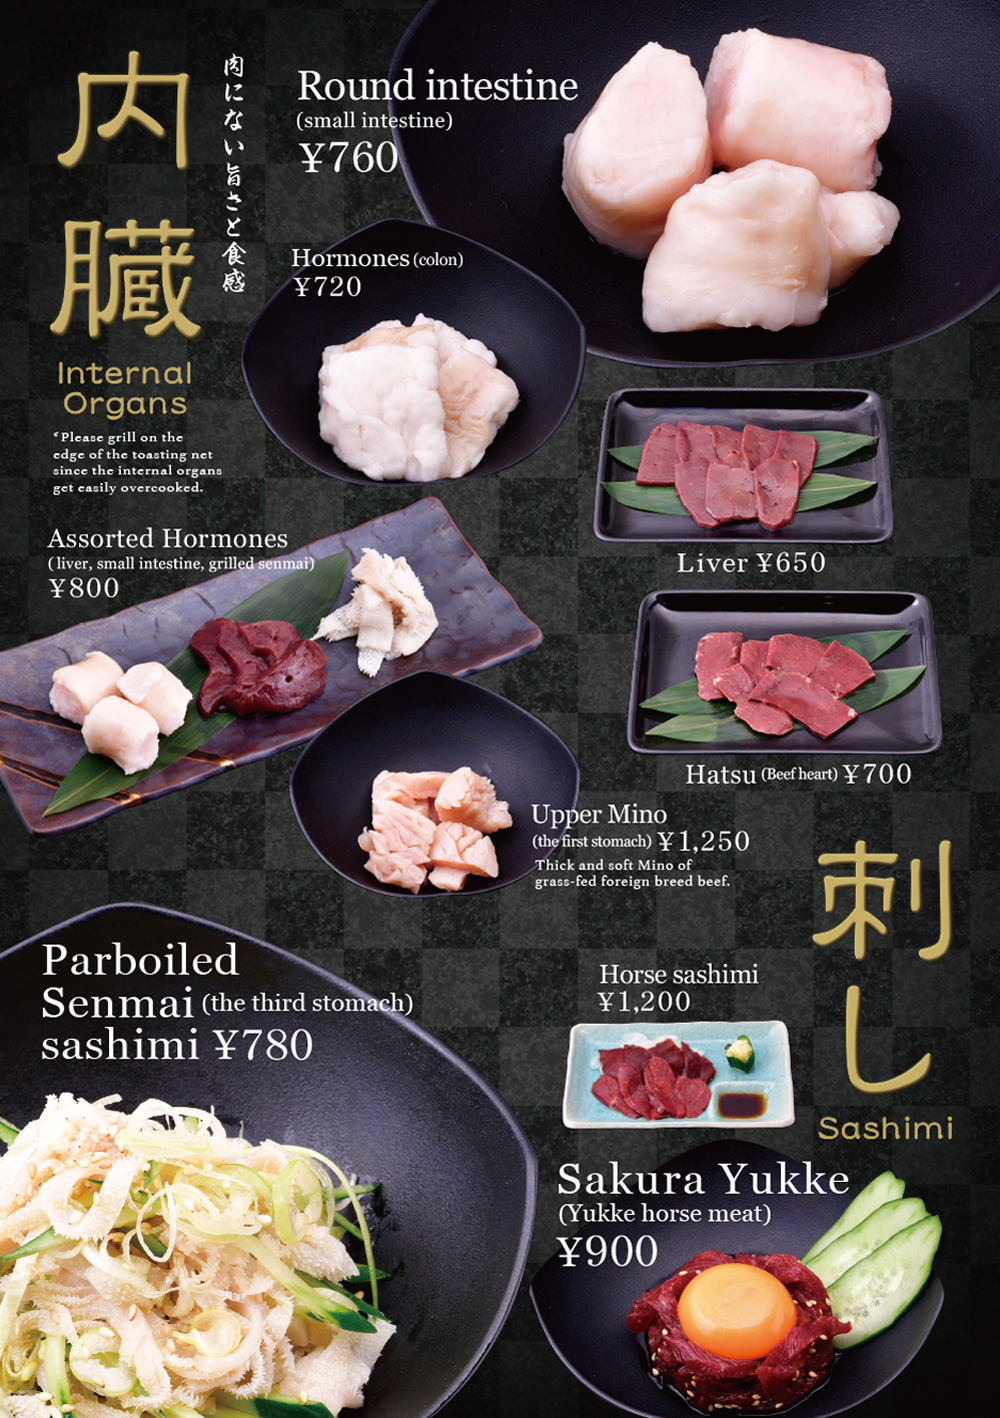 内臓
肉にない旨さと食感
Internal
Organs
*Please grill on the
edge of the toasting net
since the internal organs
get easily overcooked.
Round intestine
(small intestine)
¥760
Hormones (colon)
¥720
Liver ¥650
Assorted Hormones
(liver, small intestine, grilled senmai)
¥800
Hatsu (Beef heart) ¥700
Upper Mino
(the first stomach) ¥1,250
Thick and soft Mino of
grass-fed foreign breed beef.
刺し
Sashimi
Parboiled
Senmai (the third stomach)
sashimi ¥780
Horse sashimi
¥1,200
Sakura Yukke
(Yukke horse meat)
¥900